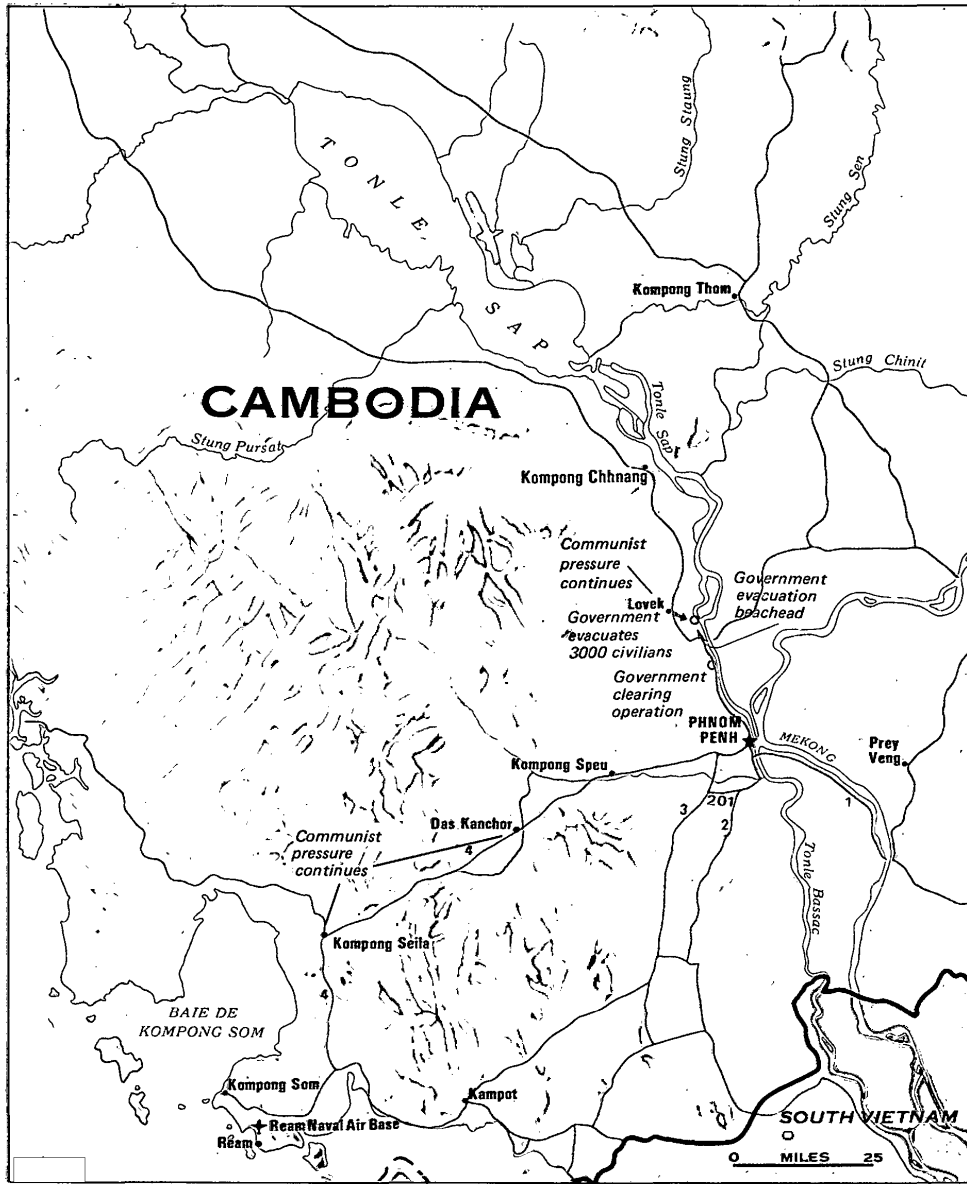 TONLE
SAP
Stung Staung
Stung Sen
Kompong Thom
Stung Chinit
CAMBODIA
Tonle Sap
Stung Pursat
Kompong Chhnang
Communist
pressure
continues
Government
evacuation
beachead
Lovek
Government
evacuates
3000 civilians
Government
clearing
operation
PHNOM
PENH
MEKONG
Prey
Veng
Kompong Speu
1
3
201
2
Das Kanchor
4
Communist
pressure
continues
Tonle Bassac
Kompong Seila
4
BAIE DE
KOMPONG SOM
Kompong Som
Kampot
Ream Naval Air Base
Ream
SOUTH VIETNAM
0 MILES 25